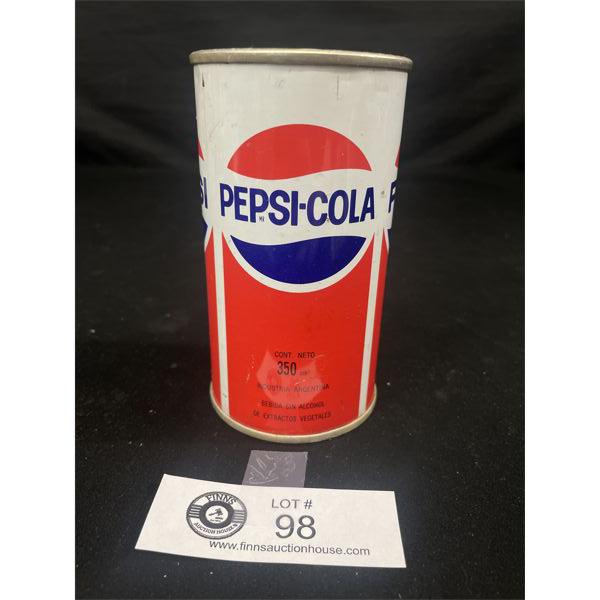 PEPSI-COLA
CONT. NETO
350 cm³
INDUSTRIA ARGENTINA
BEBIDA SIN ALCOHOL
DE EXTRACTOS VEGETALES
FINNS
AUCTION HOUSE
LOT #
98
www.finnsauctionhouse.com